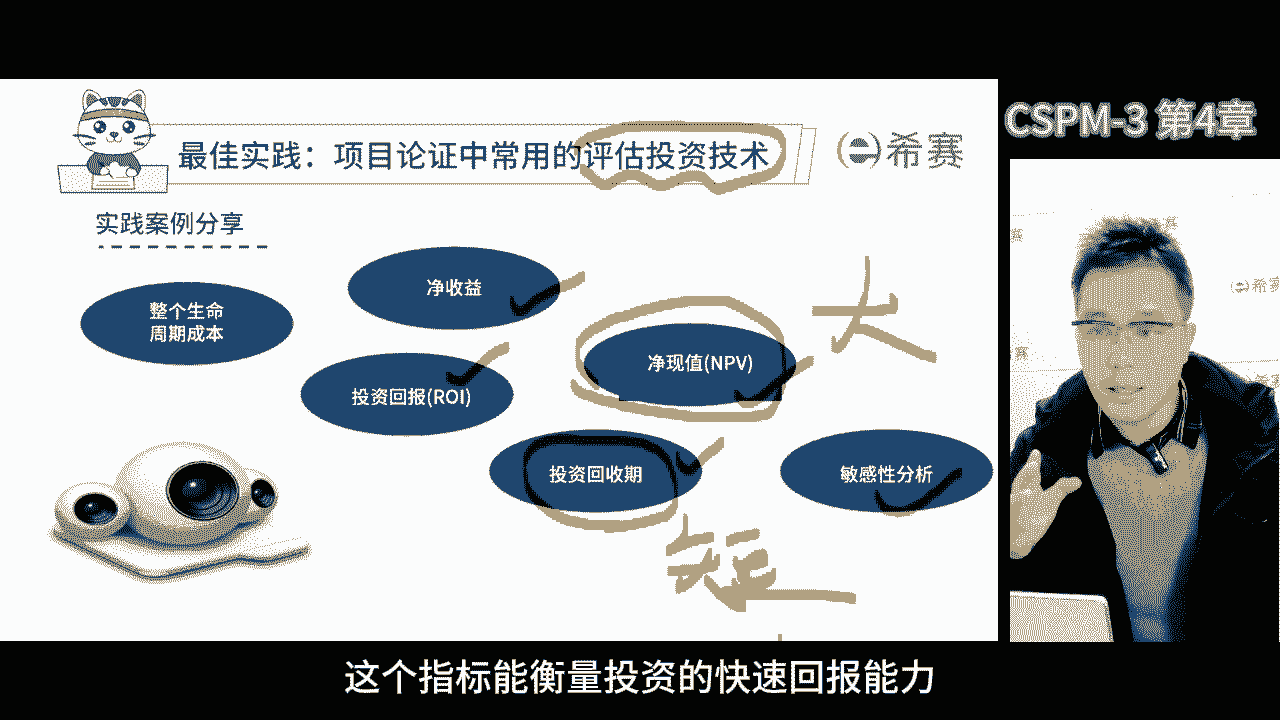 CSPM-3 第4章
最佳实践：项目论证中常用的评估投资技术
希赛
实践案例分享
整个生命
周期成本
净收益
投资回报(ROI)
净现值(NPV)
大
投资回收期
敏感性分析
短
这个指标能衡量投资的快速回报能力